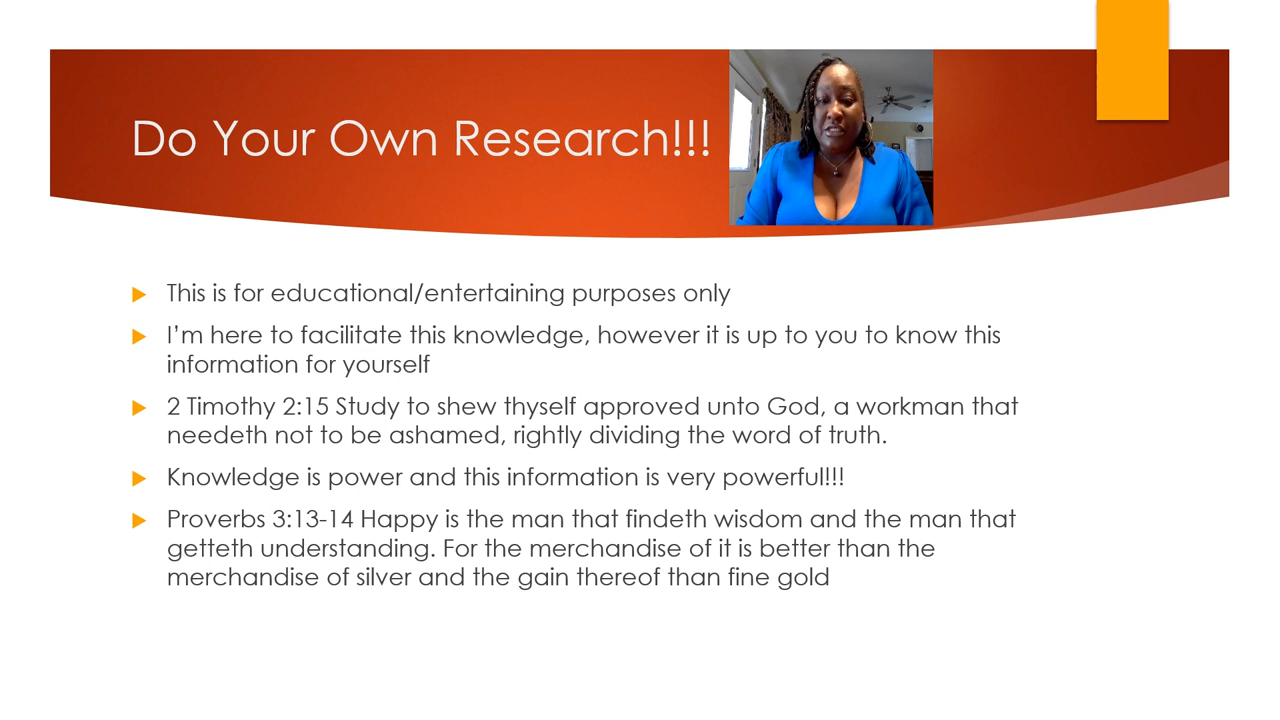 Do Your Own Research!!!
This is for educational/entertaining purposes only
I'm here to facilitate this knowledge, however it is up to you to know this
information for yourself
2 Timothy 2:15 Study to shew thyself approved unto God, a workman that
needeth not to be ashamed, rightly dividing the word of truth.
Knowledge is power and this information is very powerful!!!
Proverbs 3:13-14 Happy is the man that findeth wisdom and the man that
getteth understanding. For the merchandise of it is better than the
merchandise of silver and the gain thereof than fine gold